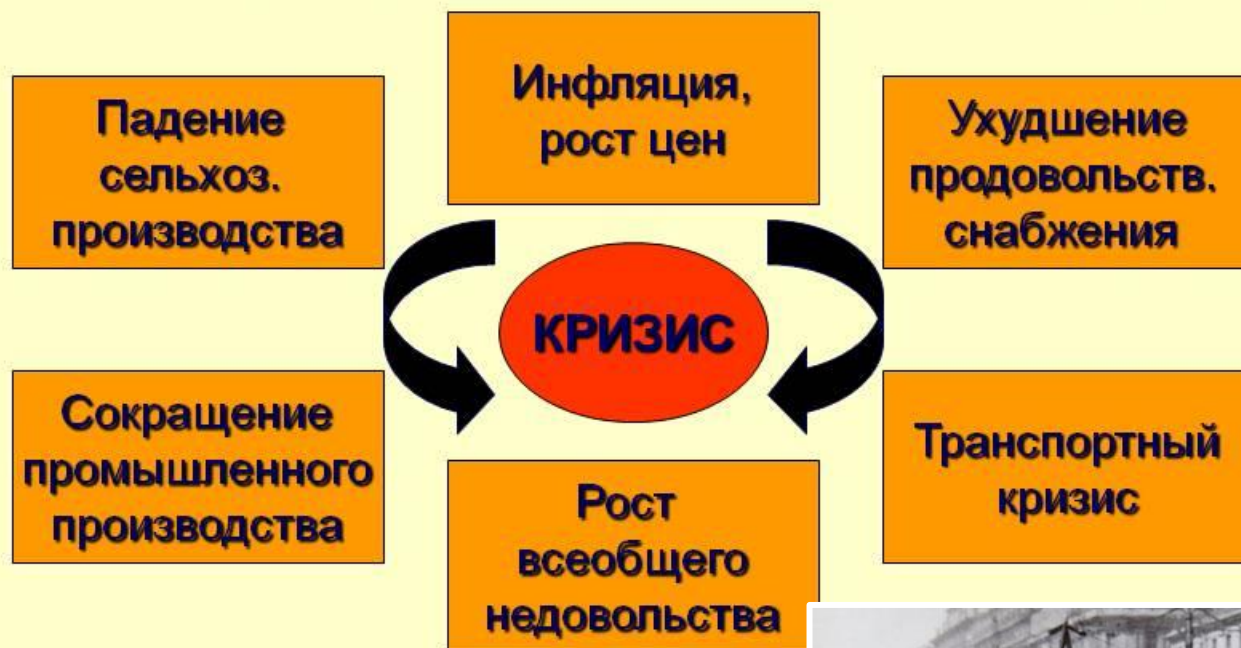 Инфляция,
рост цен
Падение
сельхоз.
производства
Ухудшение
продовольств.
снабжения
КРИЗИС
Сокращение
промышленного
производства
Транспортный
кризис
Рост
всеобщего
недовольства